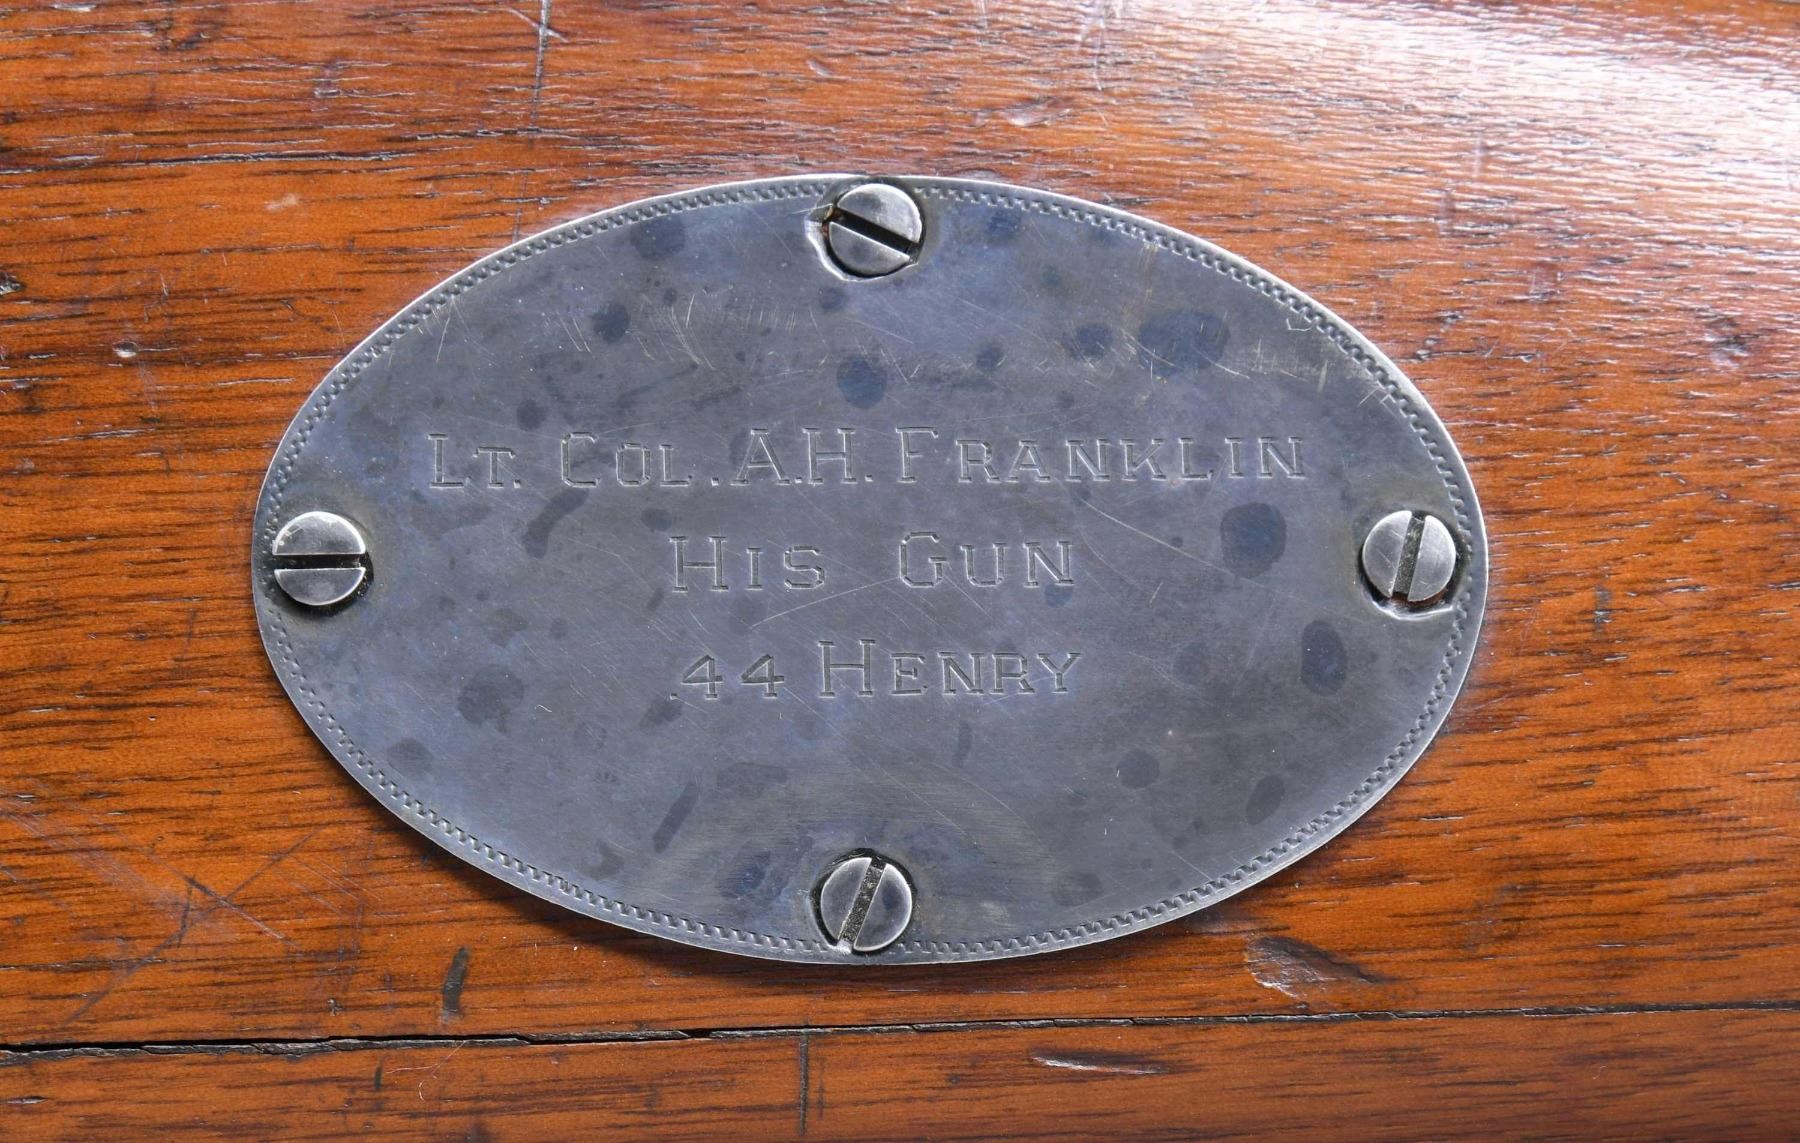 Lt. Col. A.H. Franklin
His Gun
.44 Henry